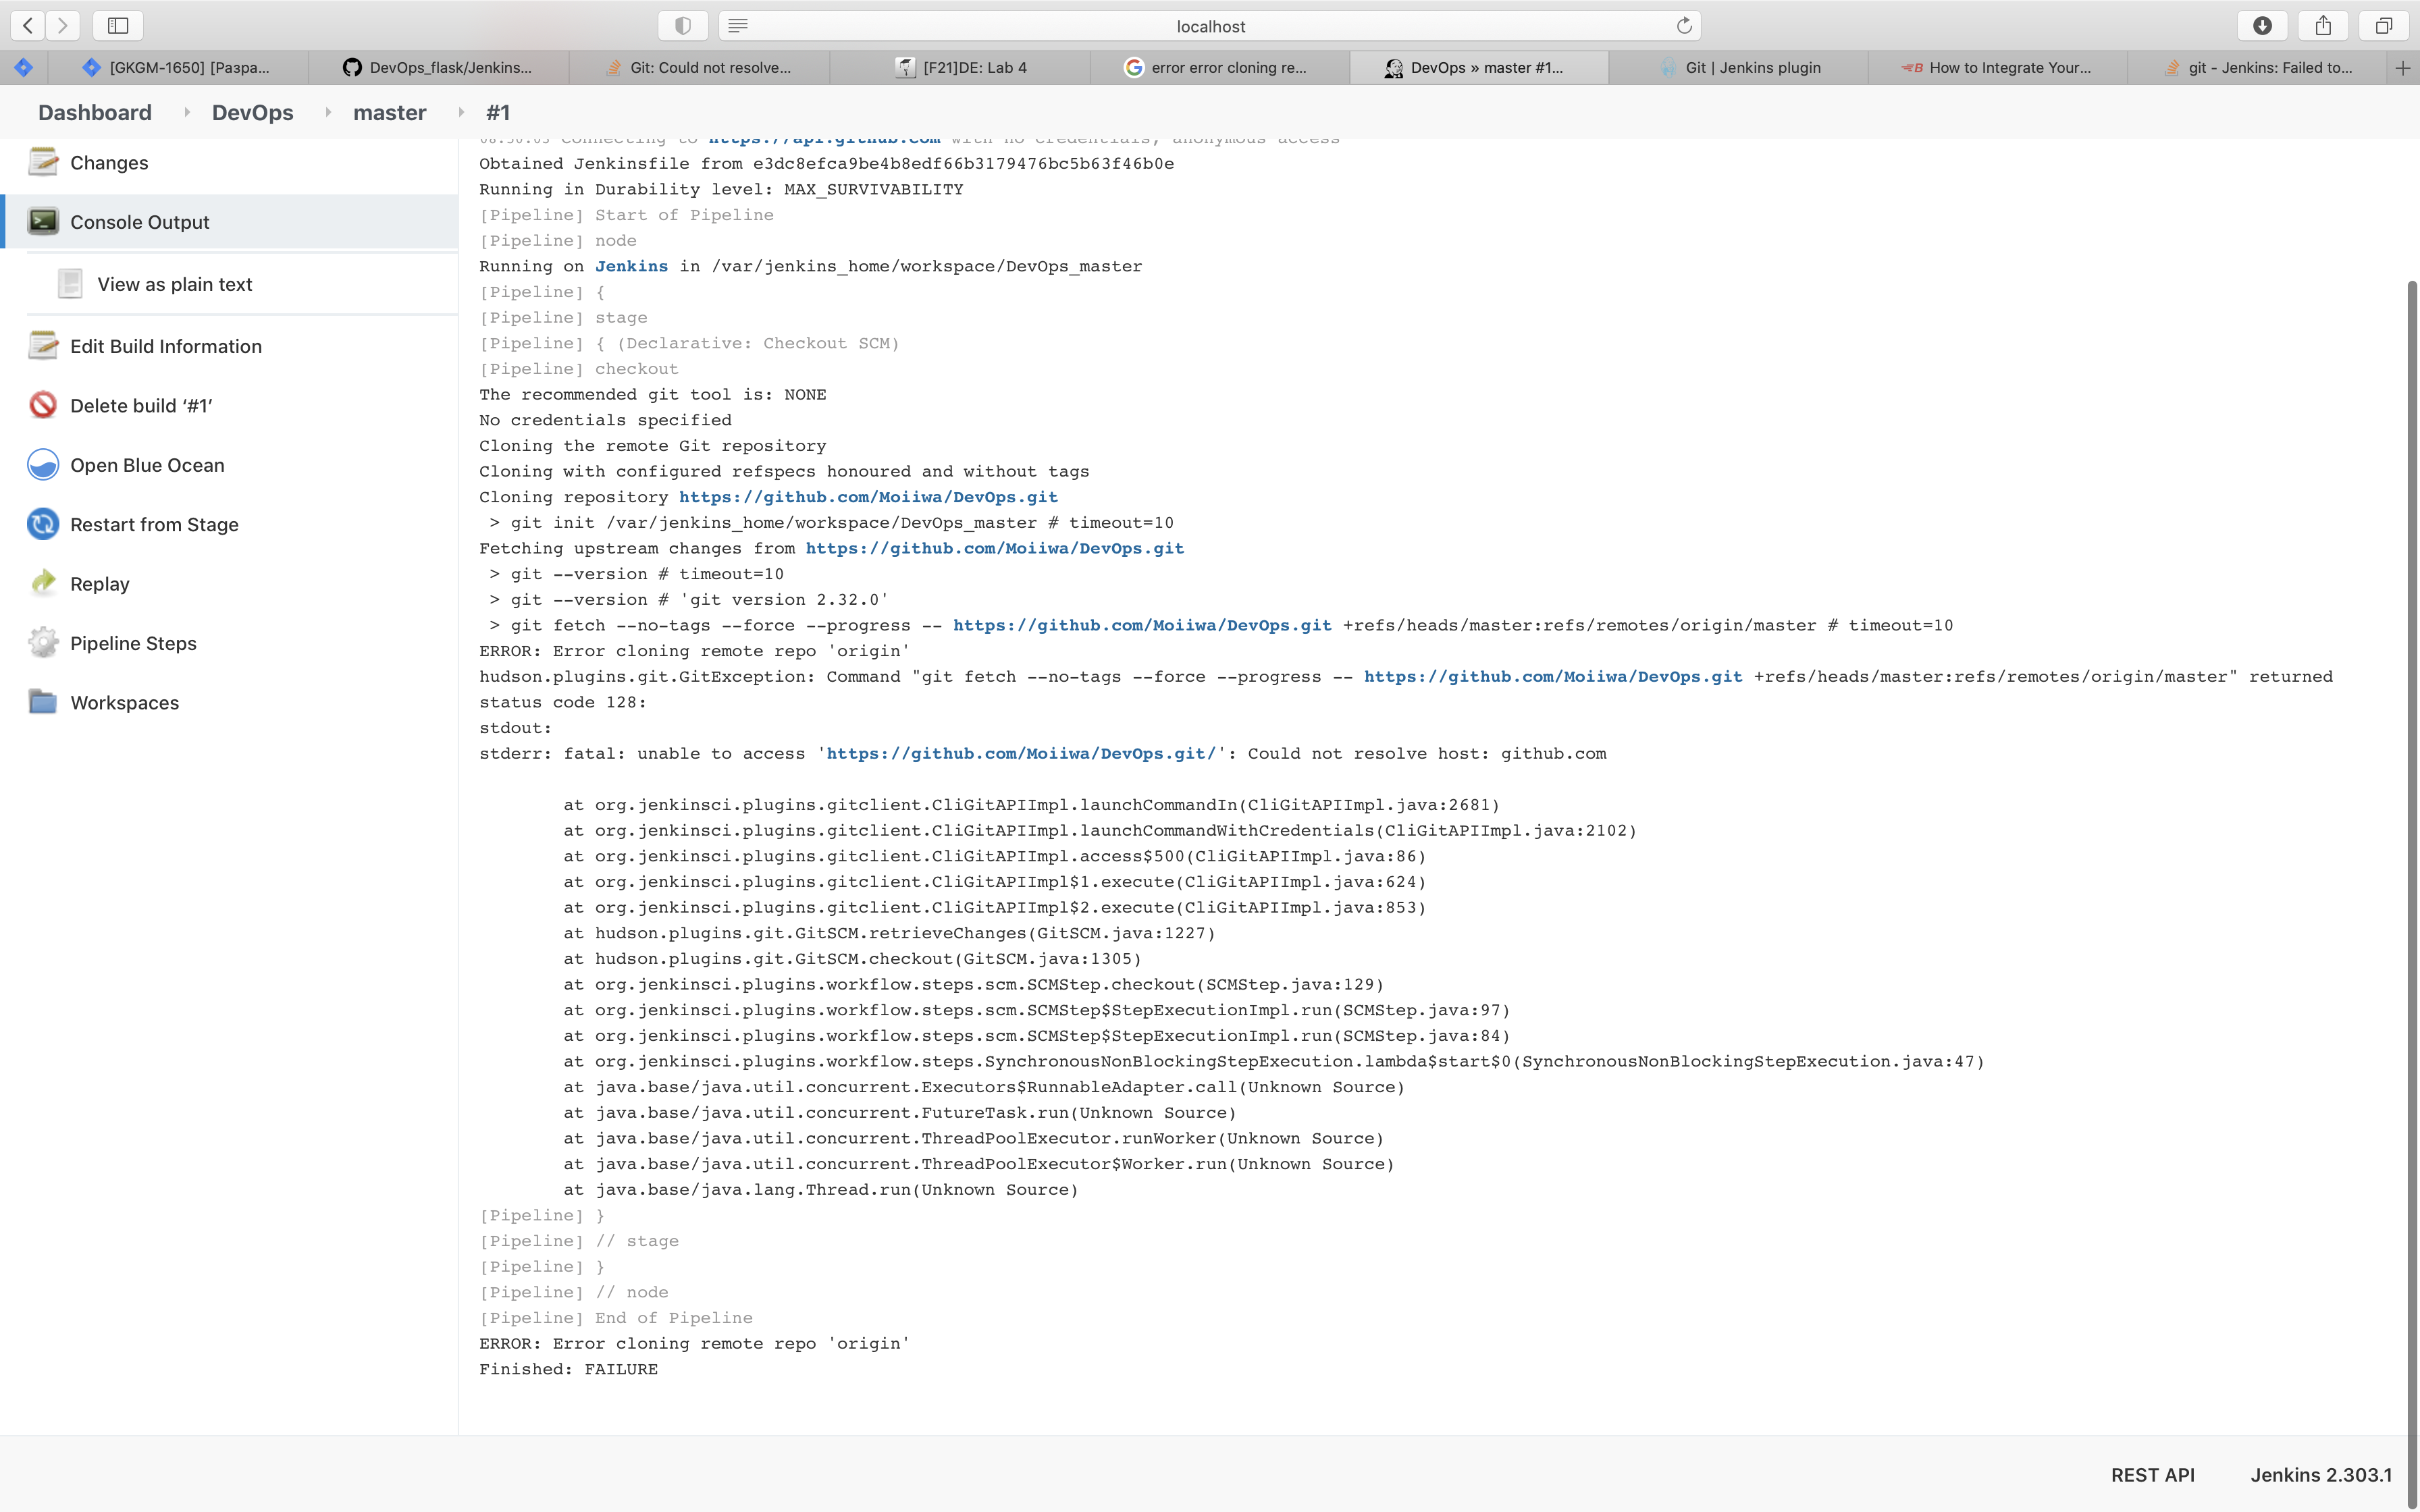 localhost
[GKGM-1650] [Разра...
DevOps_flask/Jenkins...
Git: Could not resolve...
[F21]DE: Lab 4
error error cloning re...
DevOps » master #1...
Git | Jenkins plugin
How to Integrate Your...
git - Jenkins: Failed to...
Dashboard
DevOps
master
#1
Changes
Console Output
View as plain text
Edit Build Information
Delete build ‘#1’
Open Blue Ocean
Restart from Stage
Replay
Pipeline Steps
Workspaces
08:50:05 Connecting to https://api.github.com with no credentials, anonymous access
Obtained Jenkinsfile from e3dc8efca9be4b8edf66b3179476bc5b63f46b0e
Running in Durability level: MAX_SURVIVABILITY
[Pipeline] Start of Pipeline
[Pipeline] node
Running on Jenkins in /var/jenkins_home/workspace/DevOps_master
[Pipeline] {
[Pipeline] stage
[Pipeline] { (Declarative: Checkout SCM)
[Pipeline] checkout
The recommended git tool is: NONE
No credentials specified
Cloning the remote Git repository
Cloning with configured refspecs honoured and without tags
Cloning repository https://github.com/Moiiwa/DevOps.git
> git init /var/jenkins_home/workspace/DevOps_master # timeout=10
Fetching upstream changes from https://github.com/Moiiwa/DevOps.git
> git --version # timeout=10
> git --version # 'git version 2.32.0'
> git fetch --no-tags --force --progress -- https://github.com/Moiiwa/DevOps.git +refs/heads/master:refs/remotes/origin/master # timeout=10
ERROR: Error cloning remote repo 'origin'
hudson.plugins.git.GitException: Command "git fetch --no-tags --force --progress -- https://github.com/Moiiwa/DevOps.git +refs/heads/master:refs/remotes/origin/master" returned
status code 128:
stdout:
stderr: fatal: unable to access 'https://github.com/Moiiwa/DevOps.git/': Could not resolve host: github.com
at org.jenkinsci.plugins.gitclient.CliGitAPIImpl.launchCommandIn(CliGitAPIImpl.java:2681)
at org.jenkinsci.plugins.gitclient.CliGitAPIImpl.launchCommandWithCredentials(CliGitAPIImpl.java:2102)
at org.jenkinsci.plugins.gitclient.CliGitAPIImpl.access$500(CliGitAPIImpl.java:86)
at org.jenkinsci.plugins.gitclient.CliGitAPIImpl$1.execute(CliGitAPIImpl.java:624)
at org.jenkinsci.plugins.gitclient.CliGitAPIImpl$2.execute(CliGitAPIImpl.java:853)
at hudson.plugins.git.GitSCM.retrieveChanges(GitSCM.java:1227)
at hudson.plugins.git.GitSCM.checkout(GitSCM.java:1305)
at org.jenkinsci.plugins.workflow.steps.scm.SCMStep.checkout(SCMStep.java:129)
at org.jenkinsci.plugins.workflow.steps.scm.SCMStep$StepExecutionImpl.run(SCMStep.java:97)
at org.jenkinsci.plugins.workflow.steps.scm.SCMStep$StepExecutionImpl.run(SCMStep.java:84)
at org.jenkinsci.plugins.workflow.steps.SynchronousNonBlockingStepExecution.lambda$start$0(SynchronousNonBlockingStepExecution.java:47)
at java.base/java.util.concurrent.Executors$RunnableAdapter.call(Unknown Source)
at java.base/java.util.concurrent.FutureTask.run(Unknown Source)
at java.base/java.util.concurrent.ThreadPoolExecutor.runWorker(Unknown Source)
at java.base/java.util.concurrent.ThreadPoolExecutor$Worker.run(Unknown Source)
at java.base/java.lang.Thread.run(Unknown Source)
[Pipeline] }
[Pipeline] // stage
[Pipeline] }
[Pipeline] // node
[Pipeline] End of Pipeline
ERROR: Error cloning remote repo 'origin'
Finished: FAILURE
REST API
Jenkins 2.303.1